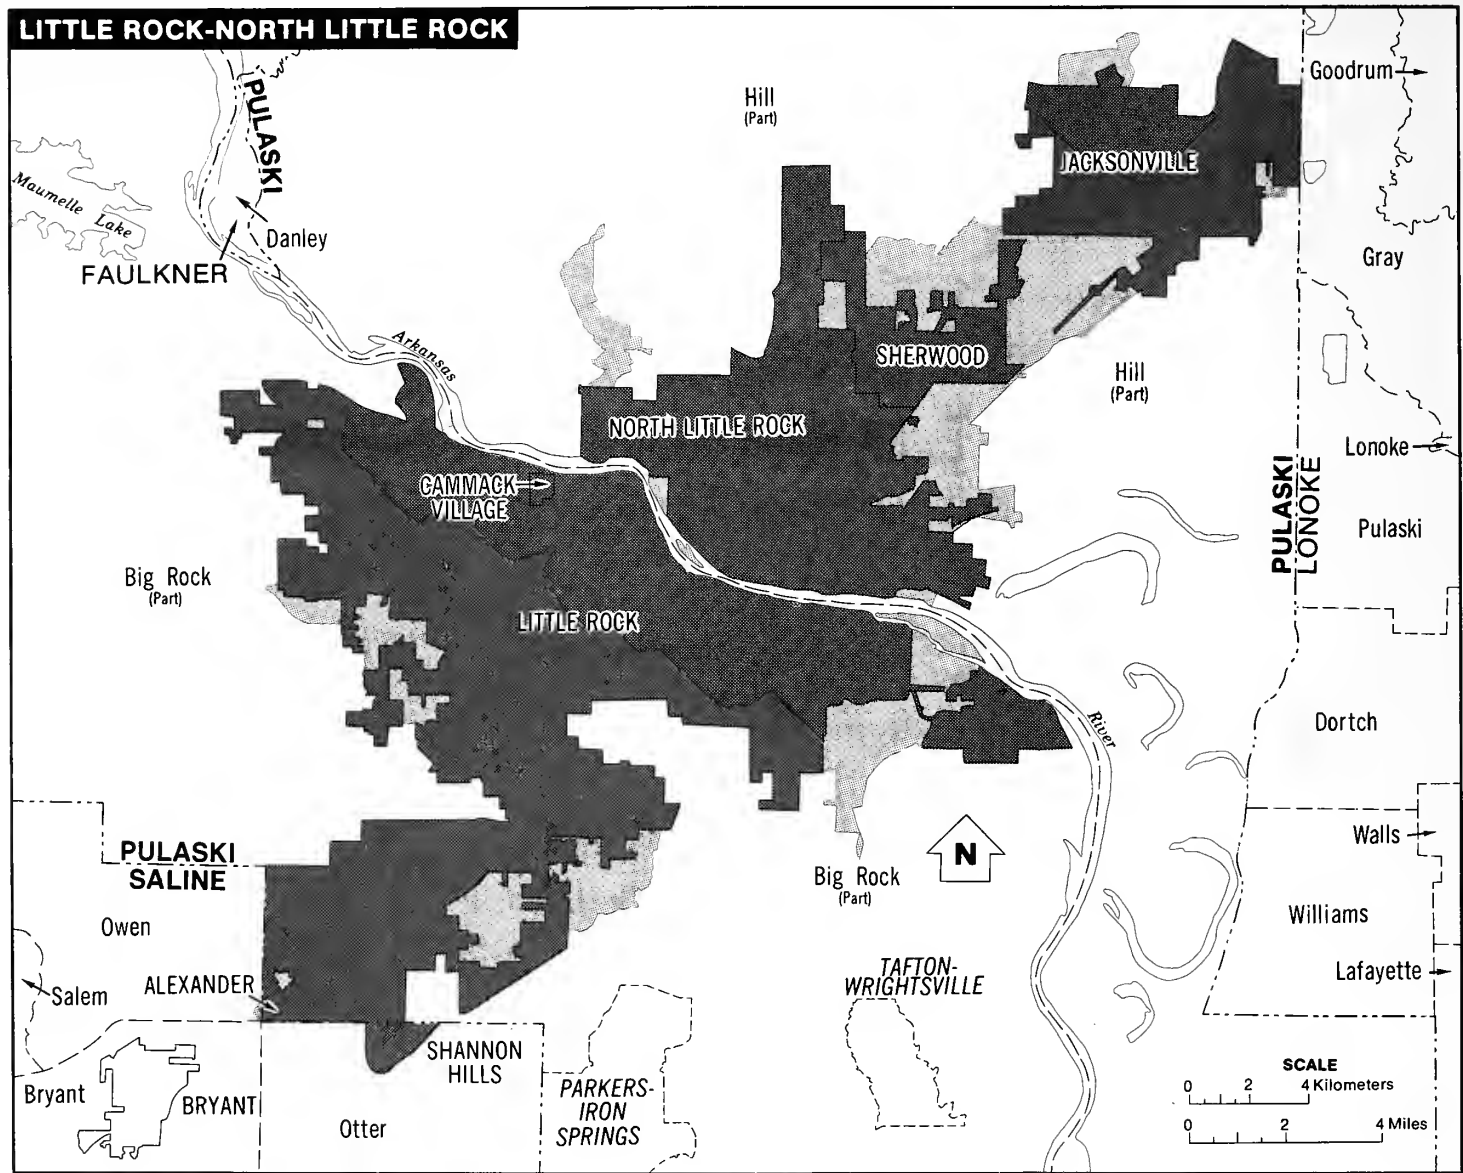 LITTLE ROCK-NORTH LITTLE ROCK
PULASKI
Hill
(Part)
Goodrum
JACKSONVILLE
Maumelle Lake
Danley
FAULKNER
Gray
Arkansas
SHERWOOD
Hill
(Part)
NORTH LITTLE ROCK
Lonoke
CAMMACK
VILLAGE
PULASKI
LONOKE
Pulaski
Big Rock
(Part)
LITTLE ROCK
River
Dortch
PULASKI
SALINE
N
Walls
Big Rock
(Part)
Owen
Williams
ALEXANDER
Salem
TAFTON-
WRIGHTSVILLE
Lafayette
SHANNON
HILLS
Bryant
BRYANT
Otter
PARKERS-
IRON
SPRINGS
SCALE
0 2 4 Kilometers
0 2 4 Miles